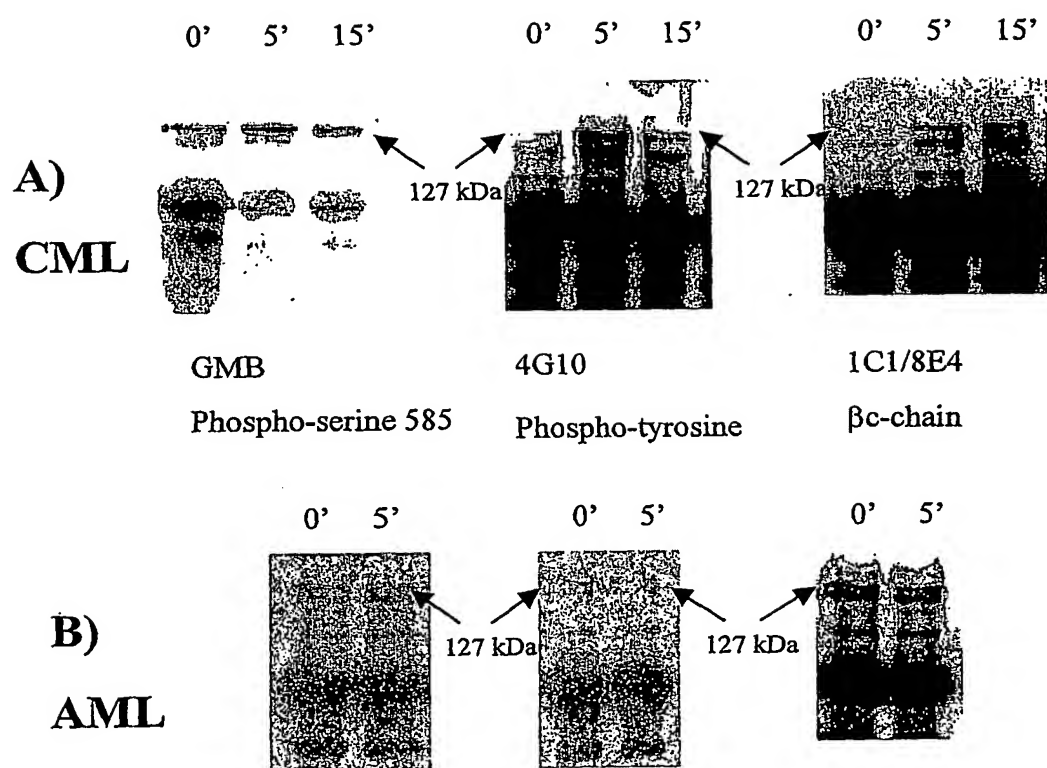 0’ 5’ 15’ 0’ 5’ 15’ 0’ 5’ 15’
A)
CML
127 kDa 127 kDa
GMB 4G10 1C1/8E4
Phospho-serine 585 Phospho-tyrosine βc-chain
0’ 5’ 0’ 5’ 0’ 5’
B)
AML
127 kDa 127 kDa